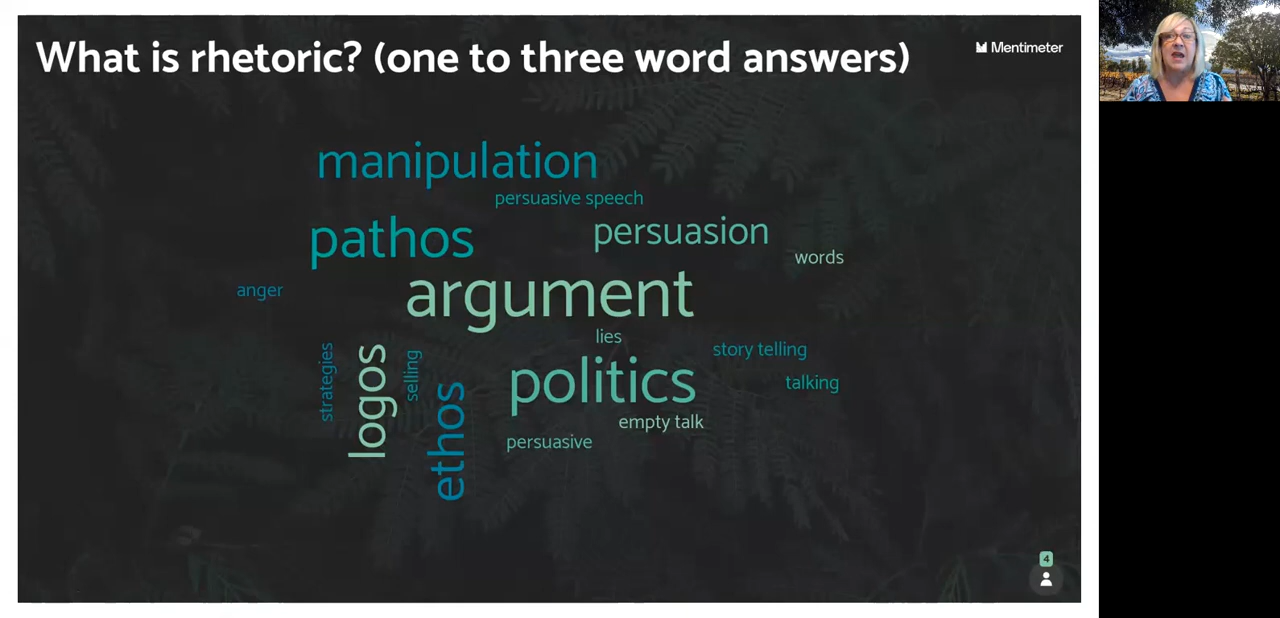 What is rhetoric? (one to three word answers)
Mentimeter
manipulation
persuasive speech
pathos
persuasion
words
anger
argument
lies
strategies
logos
selling
ethos
story telling
politics
talking
empty talk
persuasive
4